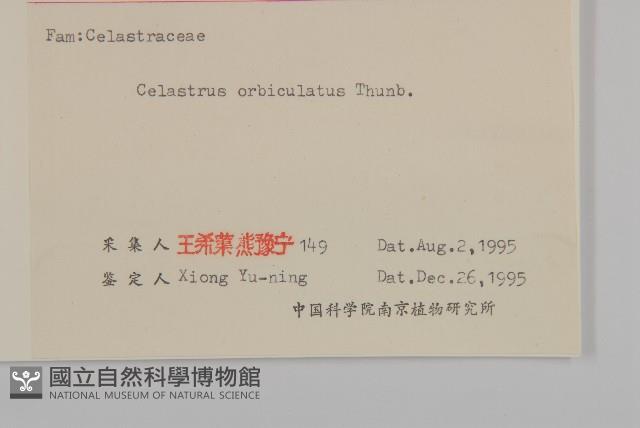 Fam:Celastraceae
Celastrus orbiculatus Thunb.
采集人 王希蕖 熊豫宁 149 Dat.Aug.2,1995
鉴定人 Xiong Yu-ning Dat.Dec.26,1995
中国科学院南京植物研究所
國立自然科學博物館
NATIONAL MUSEUM OF NATURAL SCIENCE